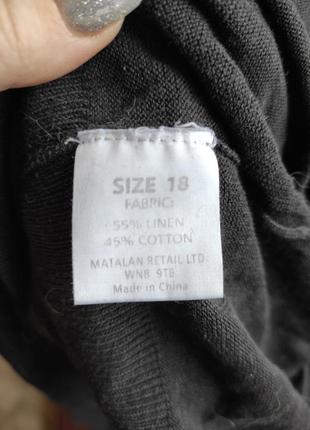 SIZE 18
FABRIC:
55% LINEN
45% COTTON
MATALAN RETAIL LTD.
WN8 9TB
Made in China